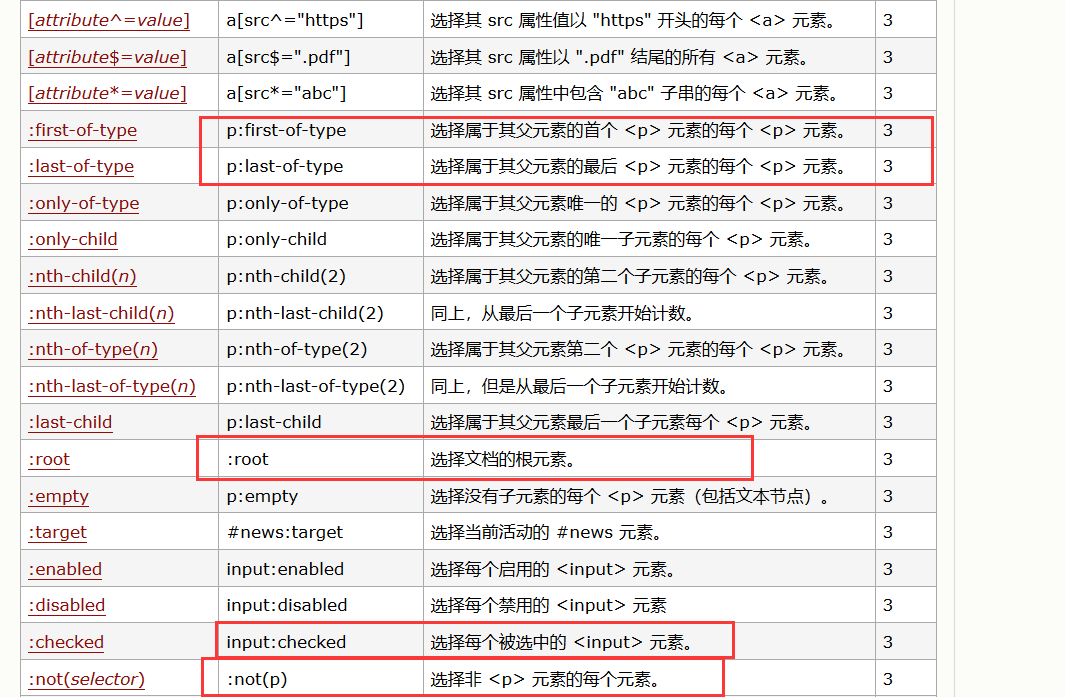 [attribute^=value] a[src^="https"] 选择其 src 属性值以 "https" 开头的每个 <a> 元素。 3
[attribute$=value] a[src$=".pdf"] 选择其 src 属性以 ".pdf" 结尾的所有 <a> 元素。 3
[attribute*=value] a[src*="abc"] 选择其 src 属性中包含 "abc" 子串的每个 <a> 元素。 3
:first-of-type p:first-of-type 选择属于其父元素的首个 <p> 元素的每个 <p> 元素。 3
:last-of-type p:last-of-type 选择属于其父元素的最后 <p> 元素的每个 <p> 元素。 3
:only-of-type p:only-of-type 选择属于其父元素唯一的 <p> 元素的每个 <p> 元素。 3
:only-child p:only-child 选择属于其父元素的唯一子元素的每个 <p> 元素。 3
:nth-child(n) p:nth-child(2) 选择属于其父元素的第二个子元素的每个 <p> 元素。 3
:nth-last-child(n) p:nth-last-child(2) 同上，从最后一个子元素开始计数。 3
:nth-of-type(n) p:nth-of-type(2) 选择属于其父元素第二个 <p> 元素的每个 <p> 元素。 3
:nth-last-of-type(n) p:nth-last-of-type(2) 同上，但是从最后一个子元素开始计数。 3
:last-child p:last-child 选择属于其父元素最后一个子元素每个 <p> 元素。 3
:root :root 选择文档的根元素。 3
:empty p:empty 选择没有子元素的每个 <p> 元素（包括文本节点）。 3
:target #news:target 选择当前活动的 #news 元素。 3
:enabled input:enabled 选择每个启用的 <input> 元素。 3
:disabled input:disabled 选择每个禁用的 <input> 元素 3
:checked input:checked 选择每个被选中的 <input> 元素。 3
:not(selector) :not(p) 选择非 <p> 元素的每个元素。 3